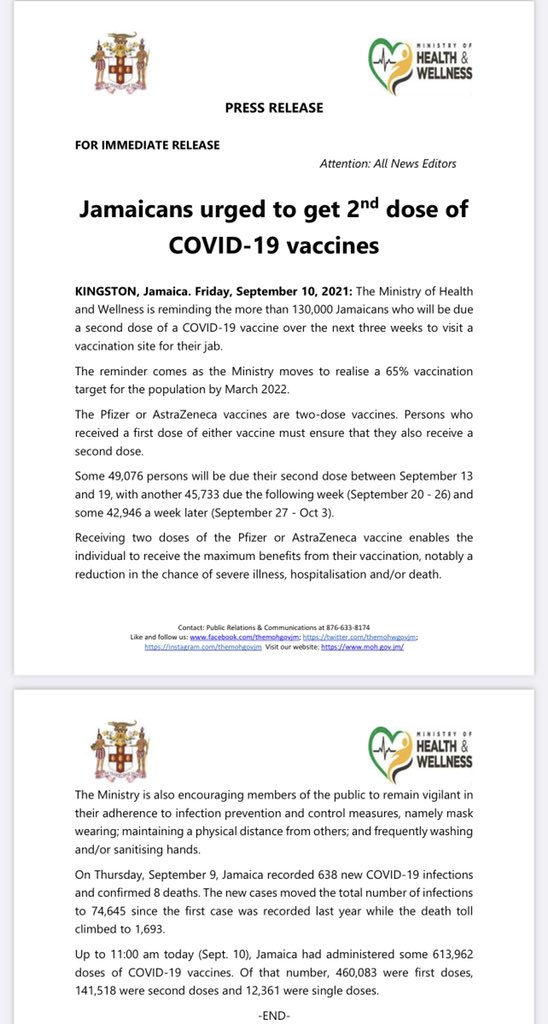 MINISTRY OF
HEALTH &
WELLNESS
PRESS RELEASE
FOR IMMEDIATE RELEASE
Attention: All News Editors
Jamaicans urged to get 2nd dose of
COVID-19 vaccines
KINGSTON, Jamaica. Friday, September 10, 2021: The Ministry of Health
and Wellness is reminding the more than 130,000 Jamaicans who will be due
a second dose of a COVID-19 vaccine over the next three weeks to visit a
vaccination site for their jab.
The reminder comes as the Ministry moves to realise a 65% vaccination
target for the population by March 2022.
The Pfizer or AstraZeneca vaccines are two-dose vaccines. Persons who
received a first dose of either vaccine must ensure that they also receive a
second dose.
Some 49,076 persons will be due their second dose between September 13
and 19, with another 45,733 due the following week (September 20 - 26) and
some 42,946 a week later (September 27 - Oct 3).
Receiving two doses of the Pfizer or AstraZeneca vaccine enables the
individual to receive the maximum benefits from their vaccination, notably a
reduction in the chance of severe illness, hospitalisation and/or death.
Contact: Public Relations & Communications at 876-633-8174
Like and follow us: www.facebook.com/themohgovjm; https://twitter.com/themohwgovjm;
https://instagram.com/themohgovjm Visit our website: https://www.moh.gov.jm/
MINISTRY OF
HEALTH &
WELLNESS
The Ministry is also encouraging members of the public to remain vigilant in
their adherence to infection prevention and control measures, namely mask
wearing; maintaining a physical distance from others; and frequently washing
and/or sanitising hands.
On Thursday, September 9, Jamaica recorded 638 new COVID-19 infections
and confirmed 8 deaths. The new cases moved the total number of infections
to 74,645 since the first case was recorded last year while the death toll
climbed to 1,693.
Up to 11:00 am today (Sept. 10), Jamaica had administered some 613,962
doses of COVID-19 vaccines. Of that number, 460,083 were first doses,
141,518 were second doses and 12,361 were single doses.
-END-